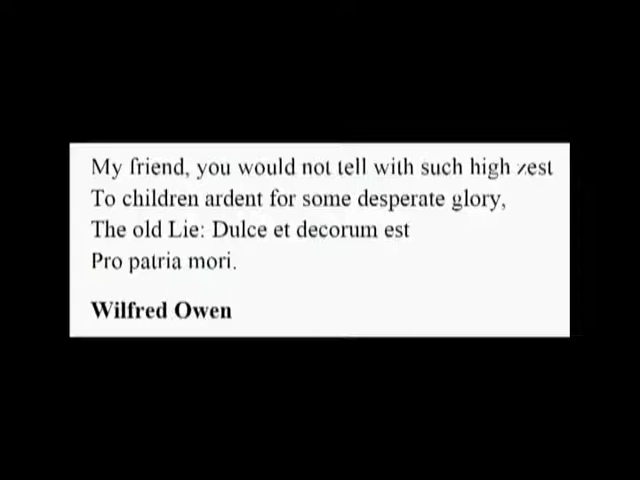 My friend, you would not tell with such high zest
To children ardent for some desperate glory,
The old Lie: Dulce et decorum est
Pro patria mori.
Wilfred Owen